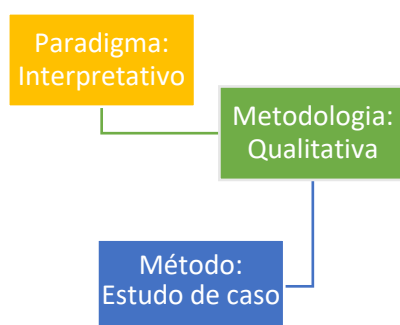 Paradigma:
Interpretativo
Metodologia:
Qualitativa
Método:
Estudo de caso